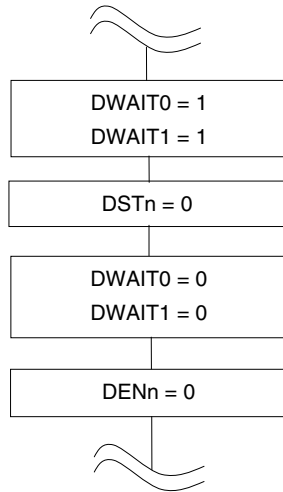 DWAIT0 = 1
DWAIT1 = 1
DSTn = 0
DWAIT0 = 0
DWAIT1 = 0
DENn = 0